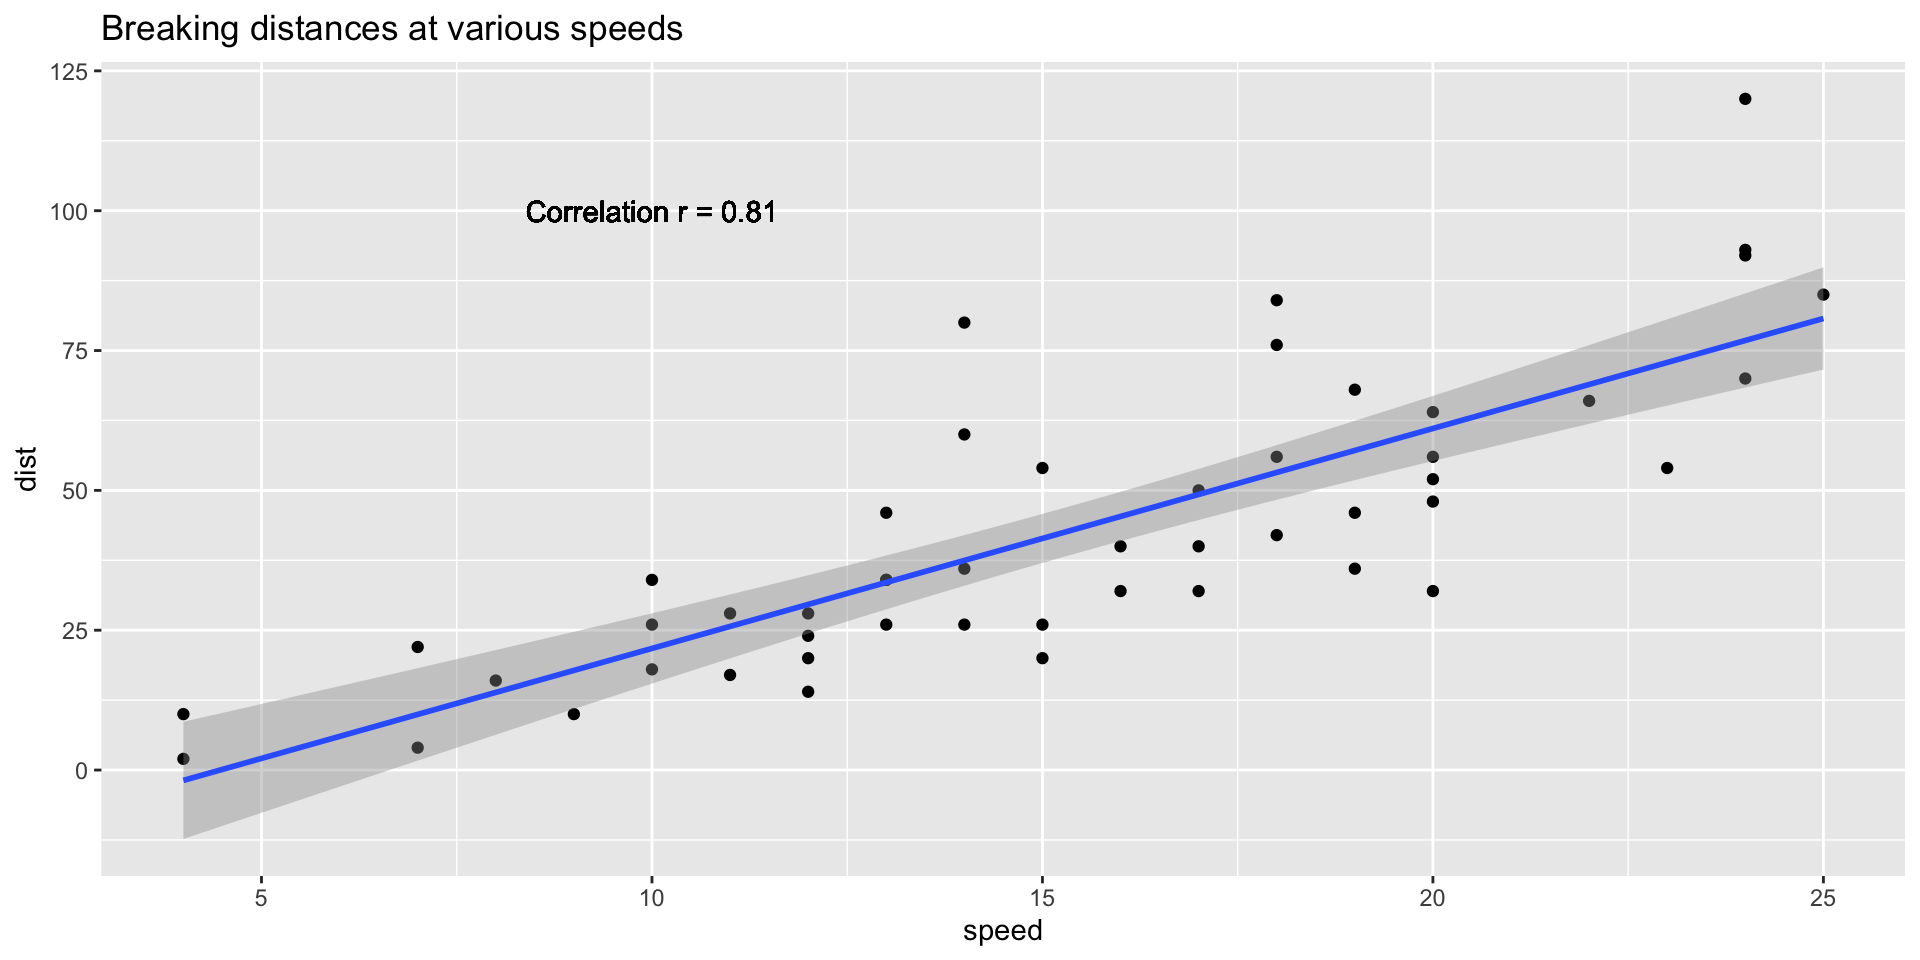 Breaking distances at various speeds
125
100
75
50
25
0
Correlation r = 0.81
dist
5 10 15 20 25
speed